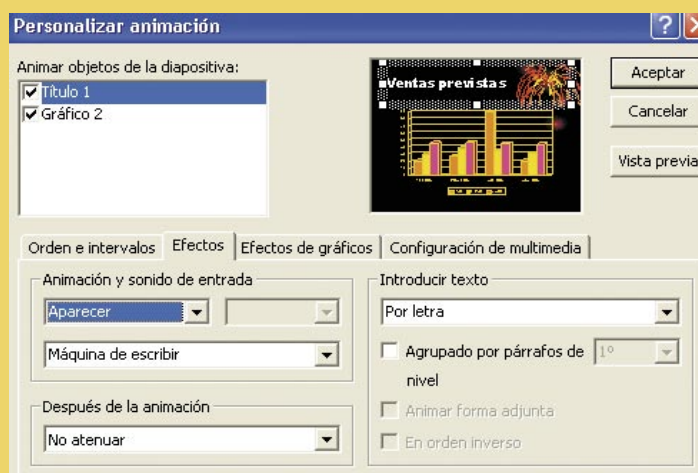 Personalizar animación
Animar objetos de la diapositiva:
Título 1
Gráfico 2
Ventas previstas
Aceptar
Cancelar
Vista previa
Orden e intervalos
Efectos
Efectos de gráficos
Configuración de multimedia
Animación y sonido de entrada
Aparecer
Máquina de escribir
Después de la animación
No atenuar
Introducir texto
Por letra
Agrupado por párrafos de
nivel
1º
Animar forma adjunta
En orden inverso